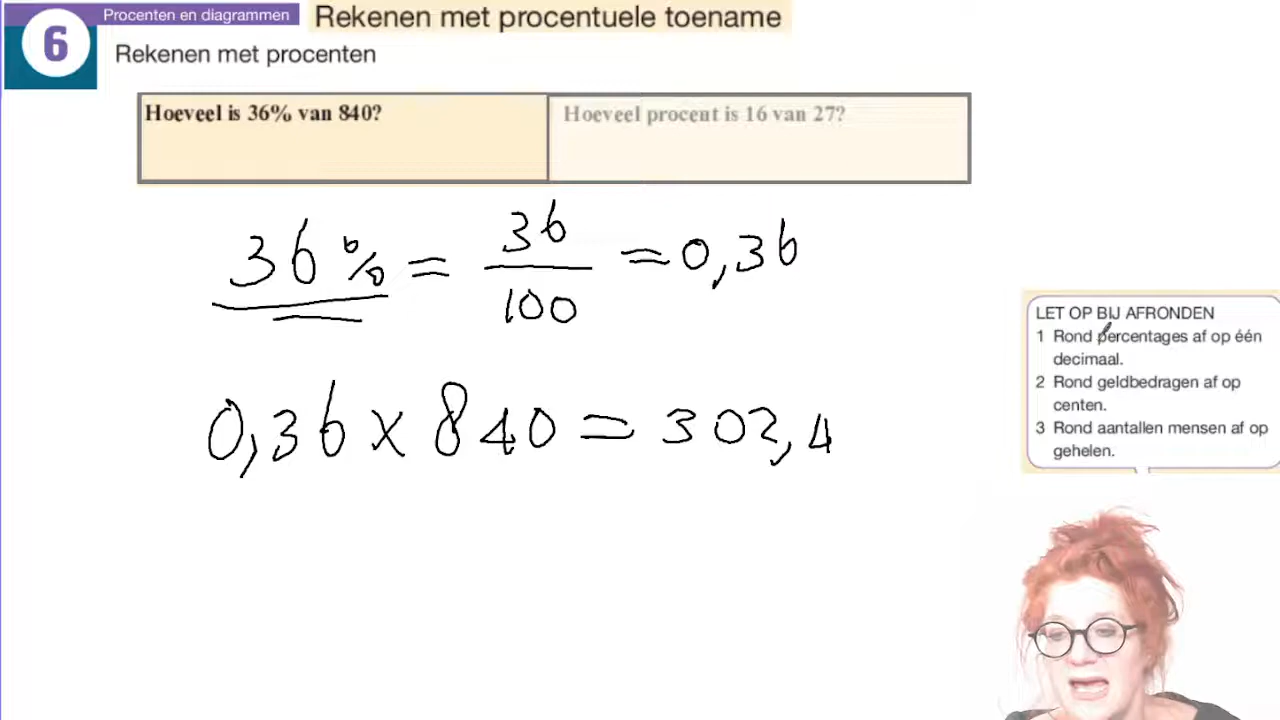 Procenten en diagrammen
Rekenen met procentuele toename
6
Rekenen met procenten
Hoeveel is 36% van 840?
Hoeveel procent is 16 van 27?
36% = 36/100 = 0,36
0,36 x 840 = 302,4
LET OP BIJ AFRONDEN
1 Rond percentages af op één
decimaal.
2 Rond geldbedragen af op
centen.
3 Rond aantallen mensen af op
gehelen.